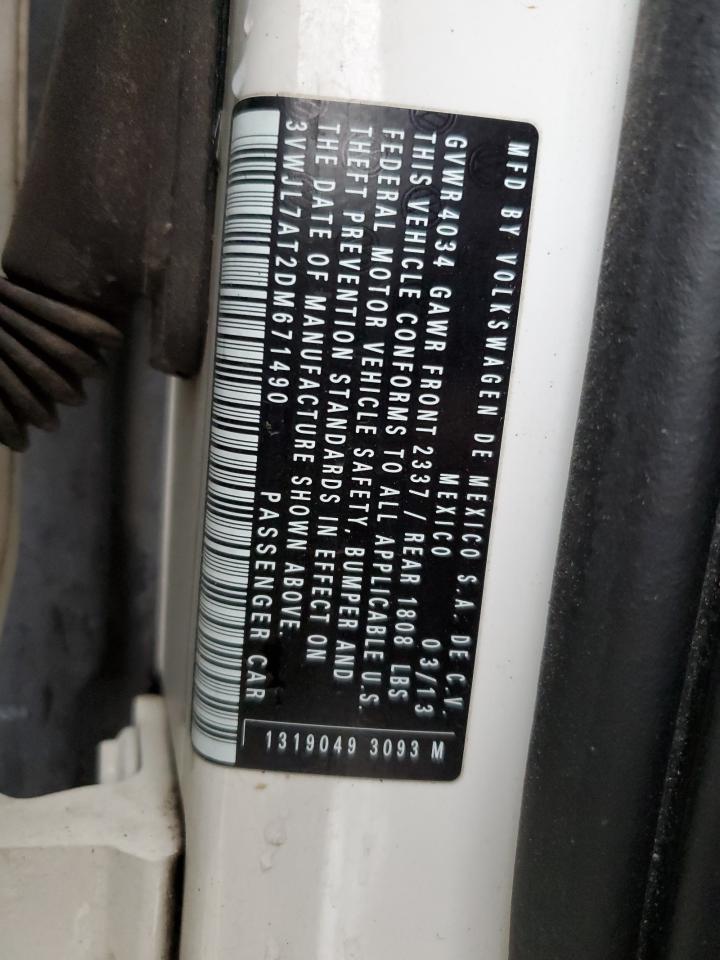 MFD BY VOLKSWAGEN DE MEXICO S.A. DE C.V.
MEXICO 03/13
GVWR 4034 GAWR FRONT 2337 / REAR 1808 LBS
THIS VEHICLE CONFORMS TO ALL APPLICABLE U.S.
FEDERAL MOTOR VEHICLE SAFETY, BUMPER AND
THEFT PREVENTION STANDARDS IN EFFECT ON
THE DATE OF MANUFACTURE SHOWN ABOVE
3VWJL7AT2DM671490 PASSENGER CAR
1319049 3093 M